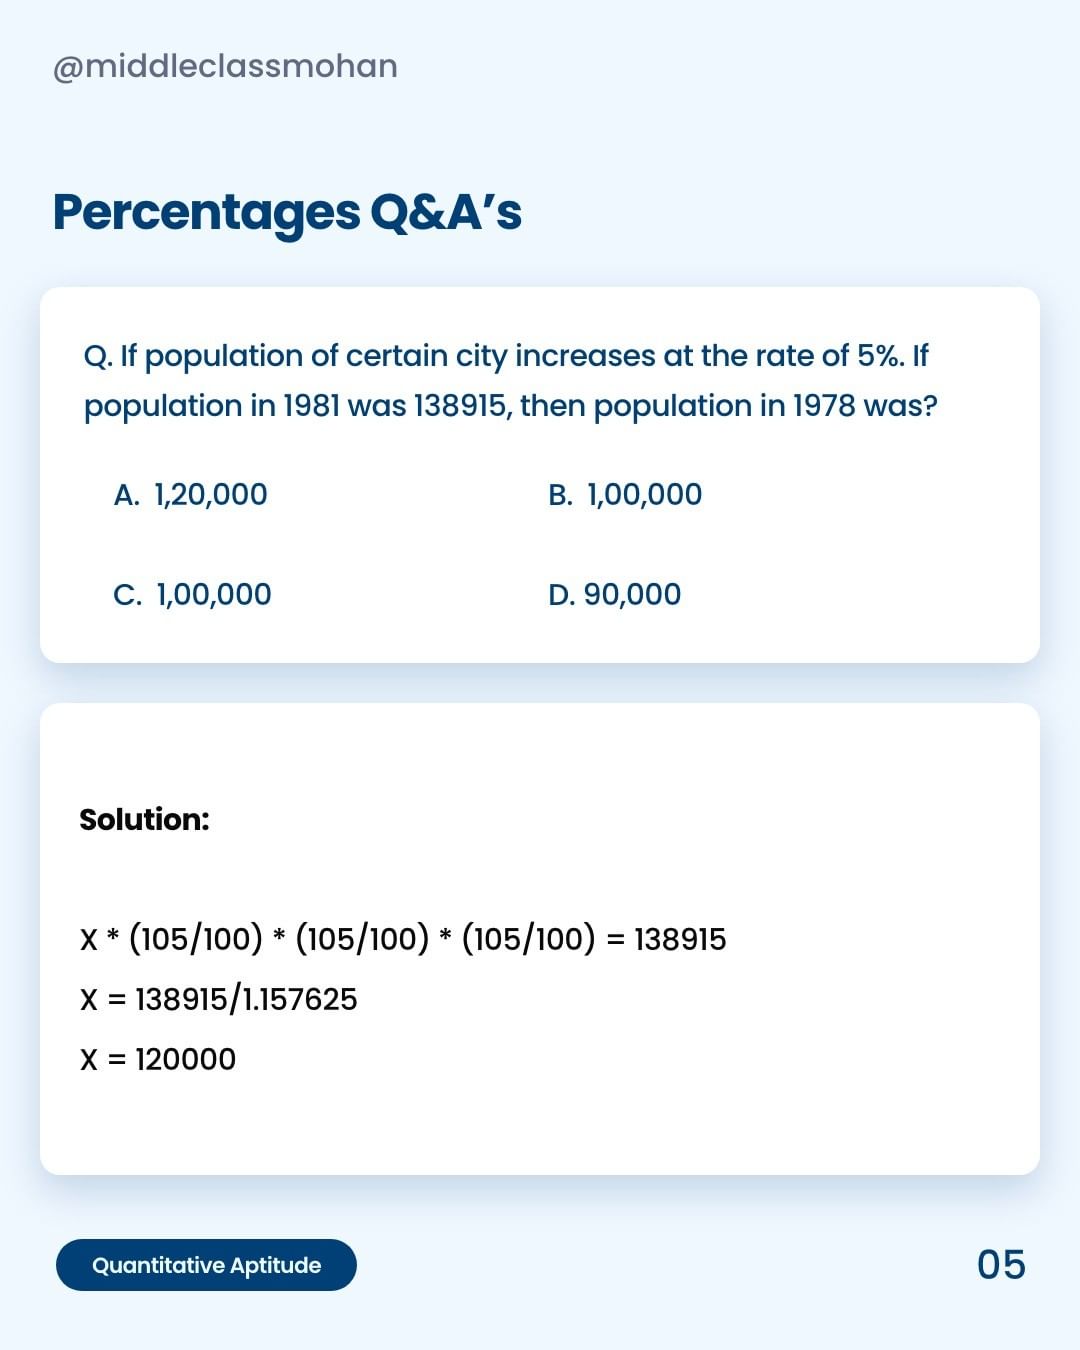 @middleclassmohan
Percentages Q&A’s
Q. If population of certain city increases at the rate of 5%. If
population in 1981 was 138915, then population in 1978 was?
A. 1,20,000
B. 1,00,000
C. 1,00,000
D. 90,000
Solution:
X * (105/100) * (105/100) * (105/100) = 138915
X = 138915/1.157625
X = 120000
Quantitative Aptitude
05